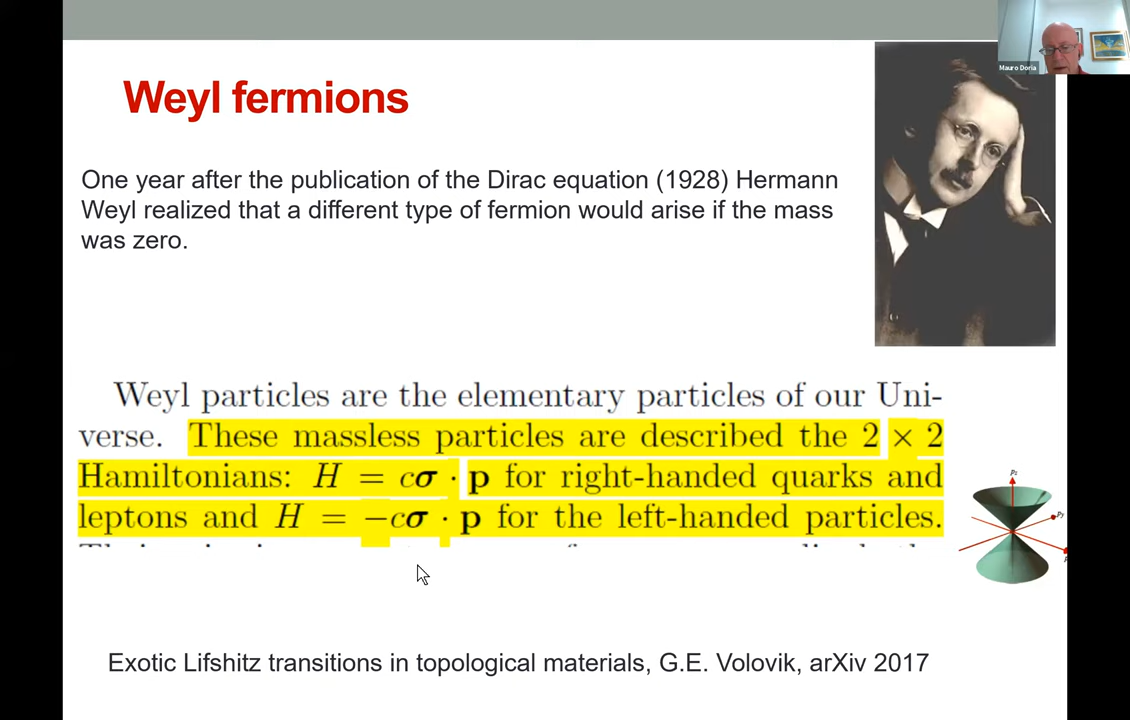 Mauro Doria
Weyl fermions
One year after the publication of the Dirac equation (1928) Hermann
Weyl realized that a different type of fermion would arise if the mass
was zero.
Weyl particles are the elementary particles of our Uni-
verse. These massless particles are described the 2 × 2
Hamiltonians: H = cσ · p for right-handed quarks and
leptons and H = −cσ · p for the left-handed particles.
pz
py
Exotic Lifshitz transitions in topological materials, G.E. Volovik, arXiv 2017